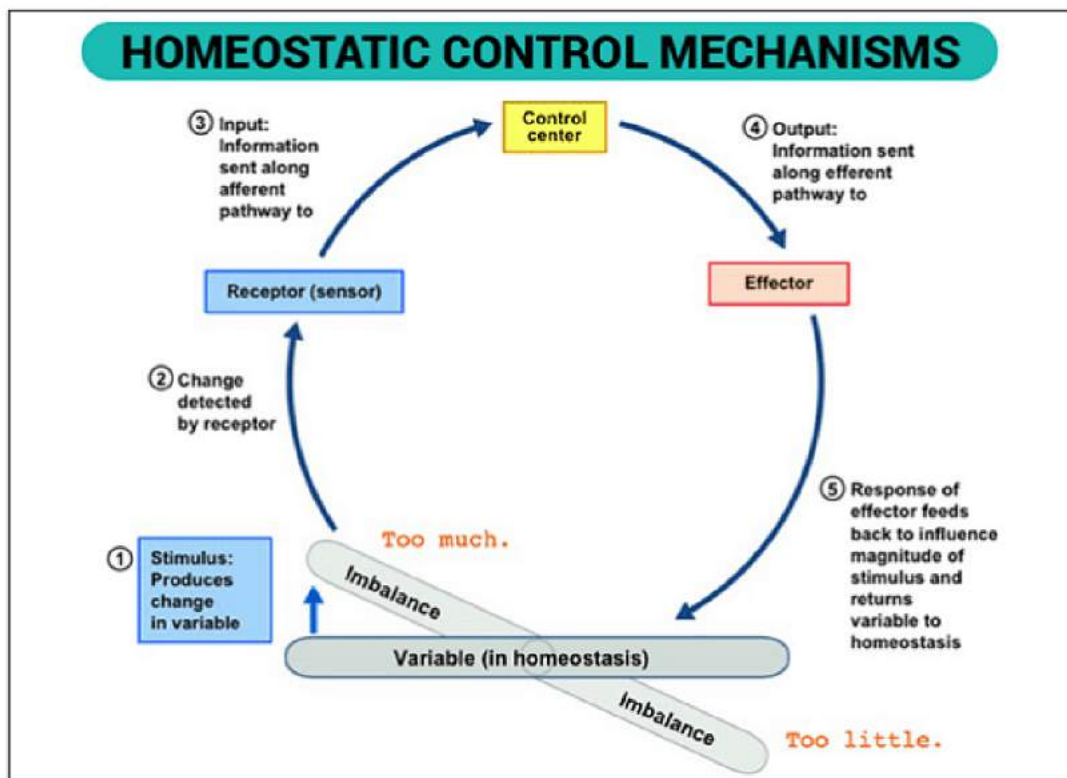 HOMEOSTATIC CONTROL MECHANISMS
③ Input:
Information
sent along
afferent
pathway to
Control
center
④ Output:
Information sent
along efferent
pathway to
Receptor (sensor)
Effector
② Change
detected
by receptor
① Stimulus:
Produces
change
in variable
Too much.
Imbalance
Variable (in homeostasis)
Imbalance
Too little.
⑤ Response of
effector feeds
back to influence
magnitude of
stimulus and
returns
variable to
homeostasis